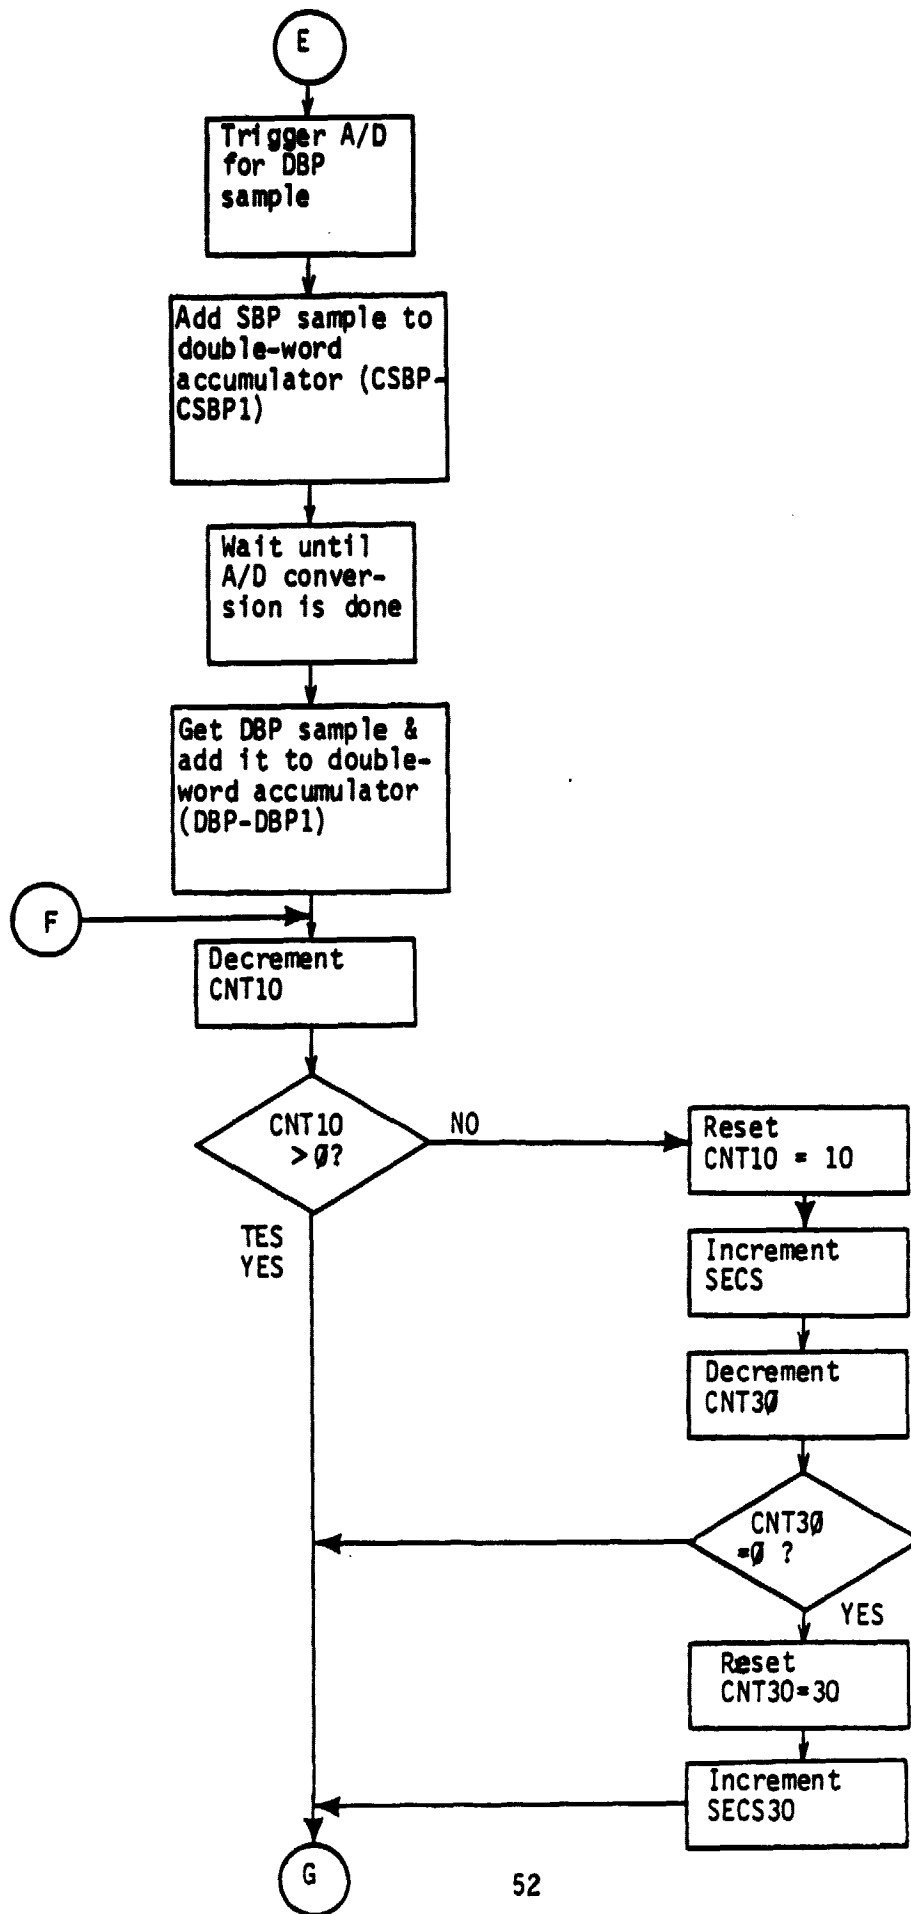 E
Trigger A/D
for DBP
sample
Add SBP sample to
double-word
accumulator (CSBP-
CSBP1)
Wait until
A/D conver-
sion is done
Get DBP sample &
add it to double-
word accumulator
(DBP-DBP1)
F
Decrement
CNT10
CNT10
>Ø?
NO
TES
YES
Reset
CNT10 = 10
Increment
SECS
Decrement
CNT3Ø
CNT3Ø
=Ø ?
YES
Reset
CNT30=30
Increment
SECS30
G
52